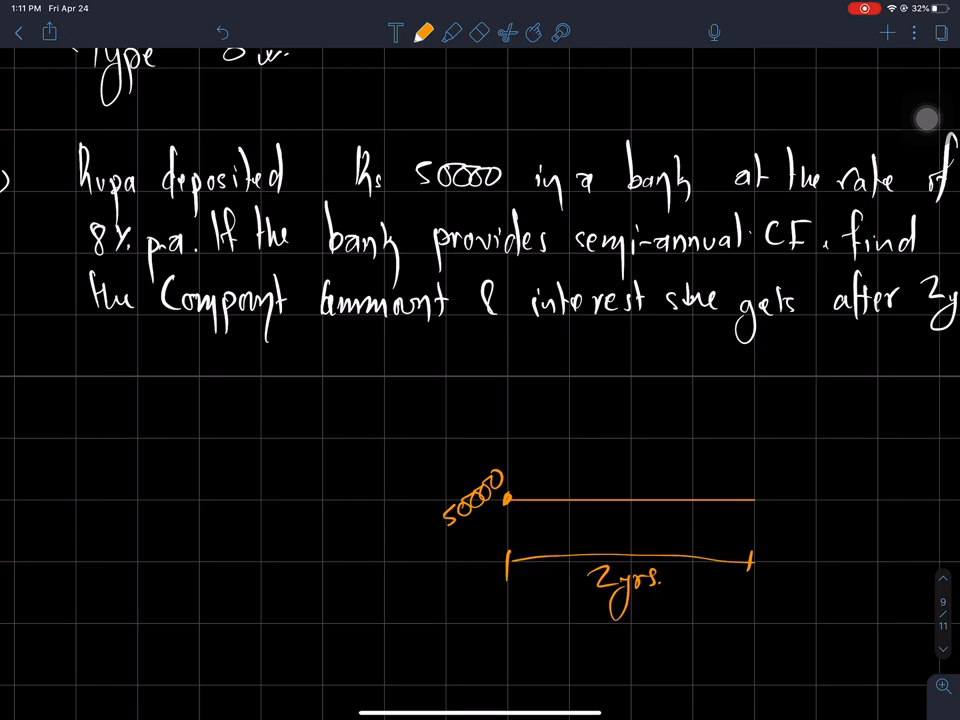 1:11 PM Fri Apr 24
32%
Type
) Rupa deposited Rs 50000 in a bank at the rate of
8% p.a. If the bank provides semi-annual CI, find
the Compount Ammount & interest she gets after 2y
50000
2yrs.
9
/
11